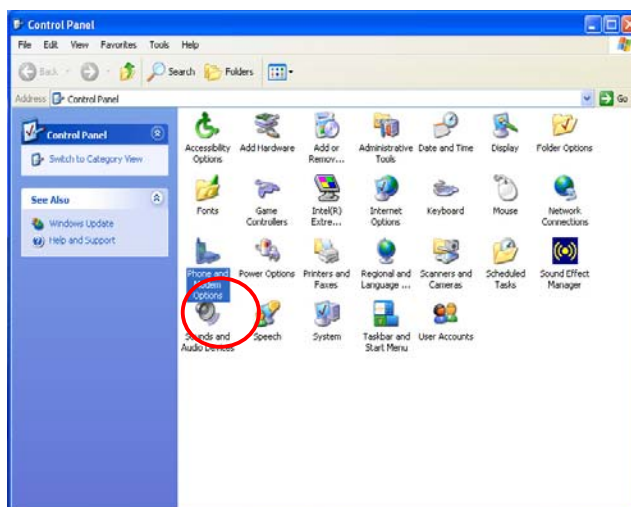 Control Panel
File Edit View Favorites Tools Help
Back Search Folders
Address Control Panel Go
Control Panel
Switch to Category View
See Also
Windows Update
Help and Support
Accessibility Options
Add Hardware
Add or Remov...
Administrative Tools
Date and Time
Display
Folder Options
Fonts
Game Controllers
Intel(R) Extre...
Internet Options
Keyboard
Mouse
Network Connections
Phone and Modem Options
Power Options
Printers and Faxes
Regional and Language ...
Scanners and Cameras
Scheduled Tasks
Sound Effect Manager
Sounds and Audio Devices
Speech
System
Taskbar and Start Menu
User Accounts